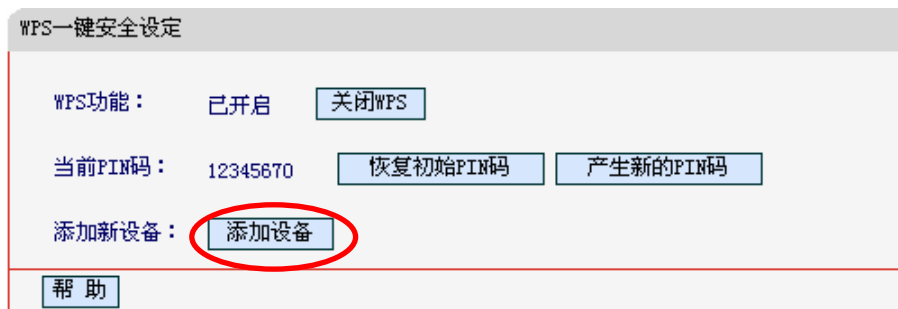 WPS一键安全设定
WPS功能： 已开启 关闭WPS
当前PIN码： 12345670 恢复初始PIN码 产生新的PIN码
添加新设备： 添加设备
帮 助